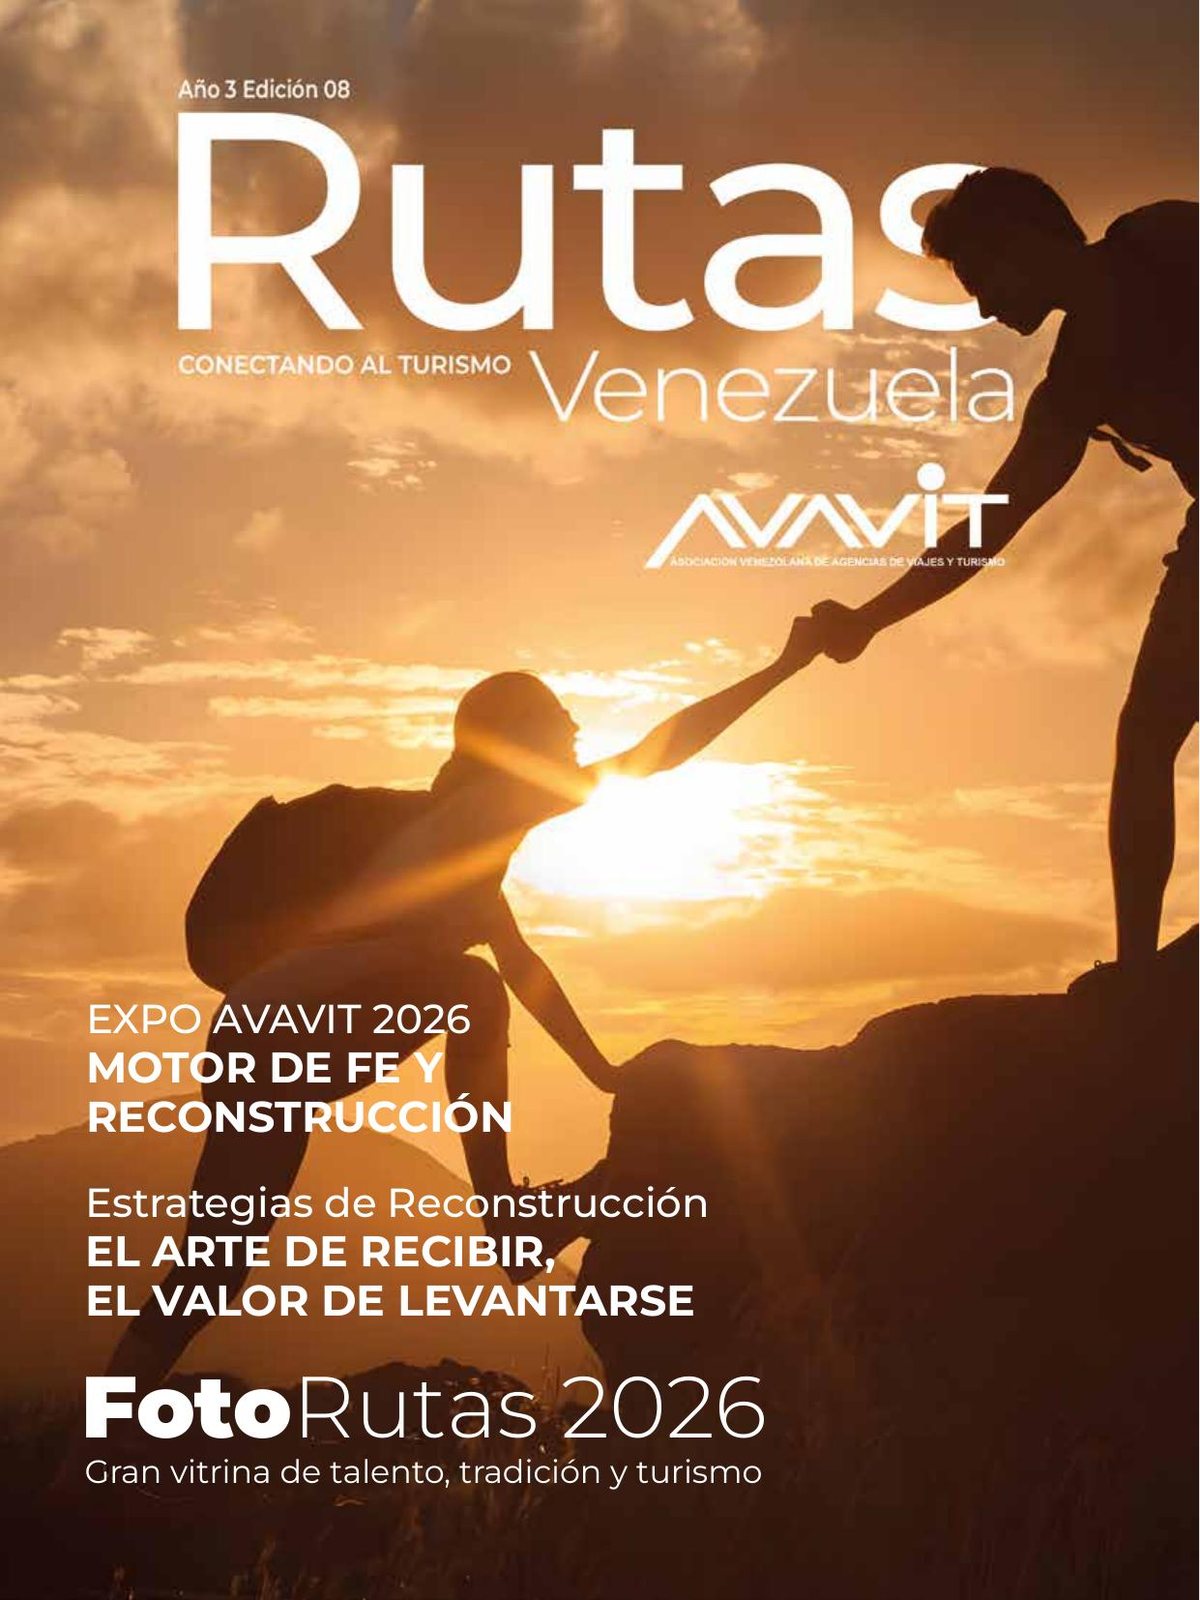 Año 3 Edición 08
Rutas
CONECTANDO AL TURISMO
Venezuela
AVAViT
ASOCIACION VENEZOLANA DE AGENCIAS DE VIAJES Y TURISMO
EXPO AVAVIT 2026
MOTOR DE FE Y
RECONSTRUCCIÓN
Estrategias de Reconstrucción
EL ARTE DE RECIBIR,
EL VALOR DE LEVANTARSE
FotoRutas 2026
Gran vitrina de talento, tradición y turismo